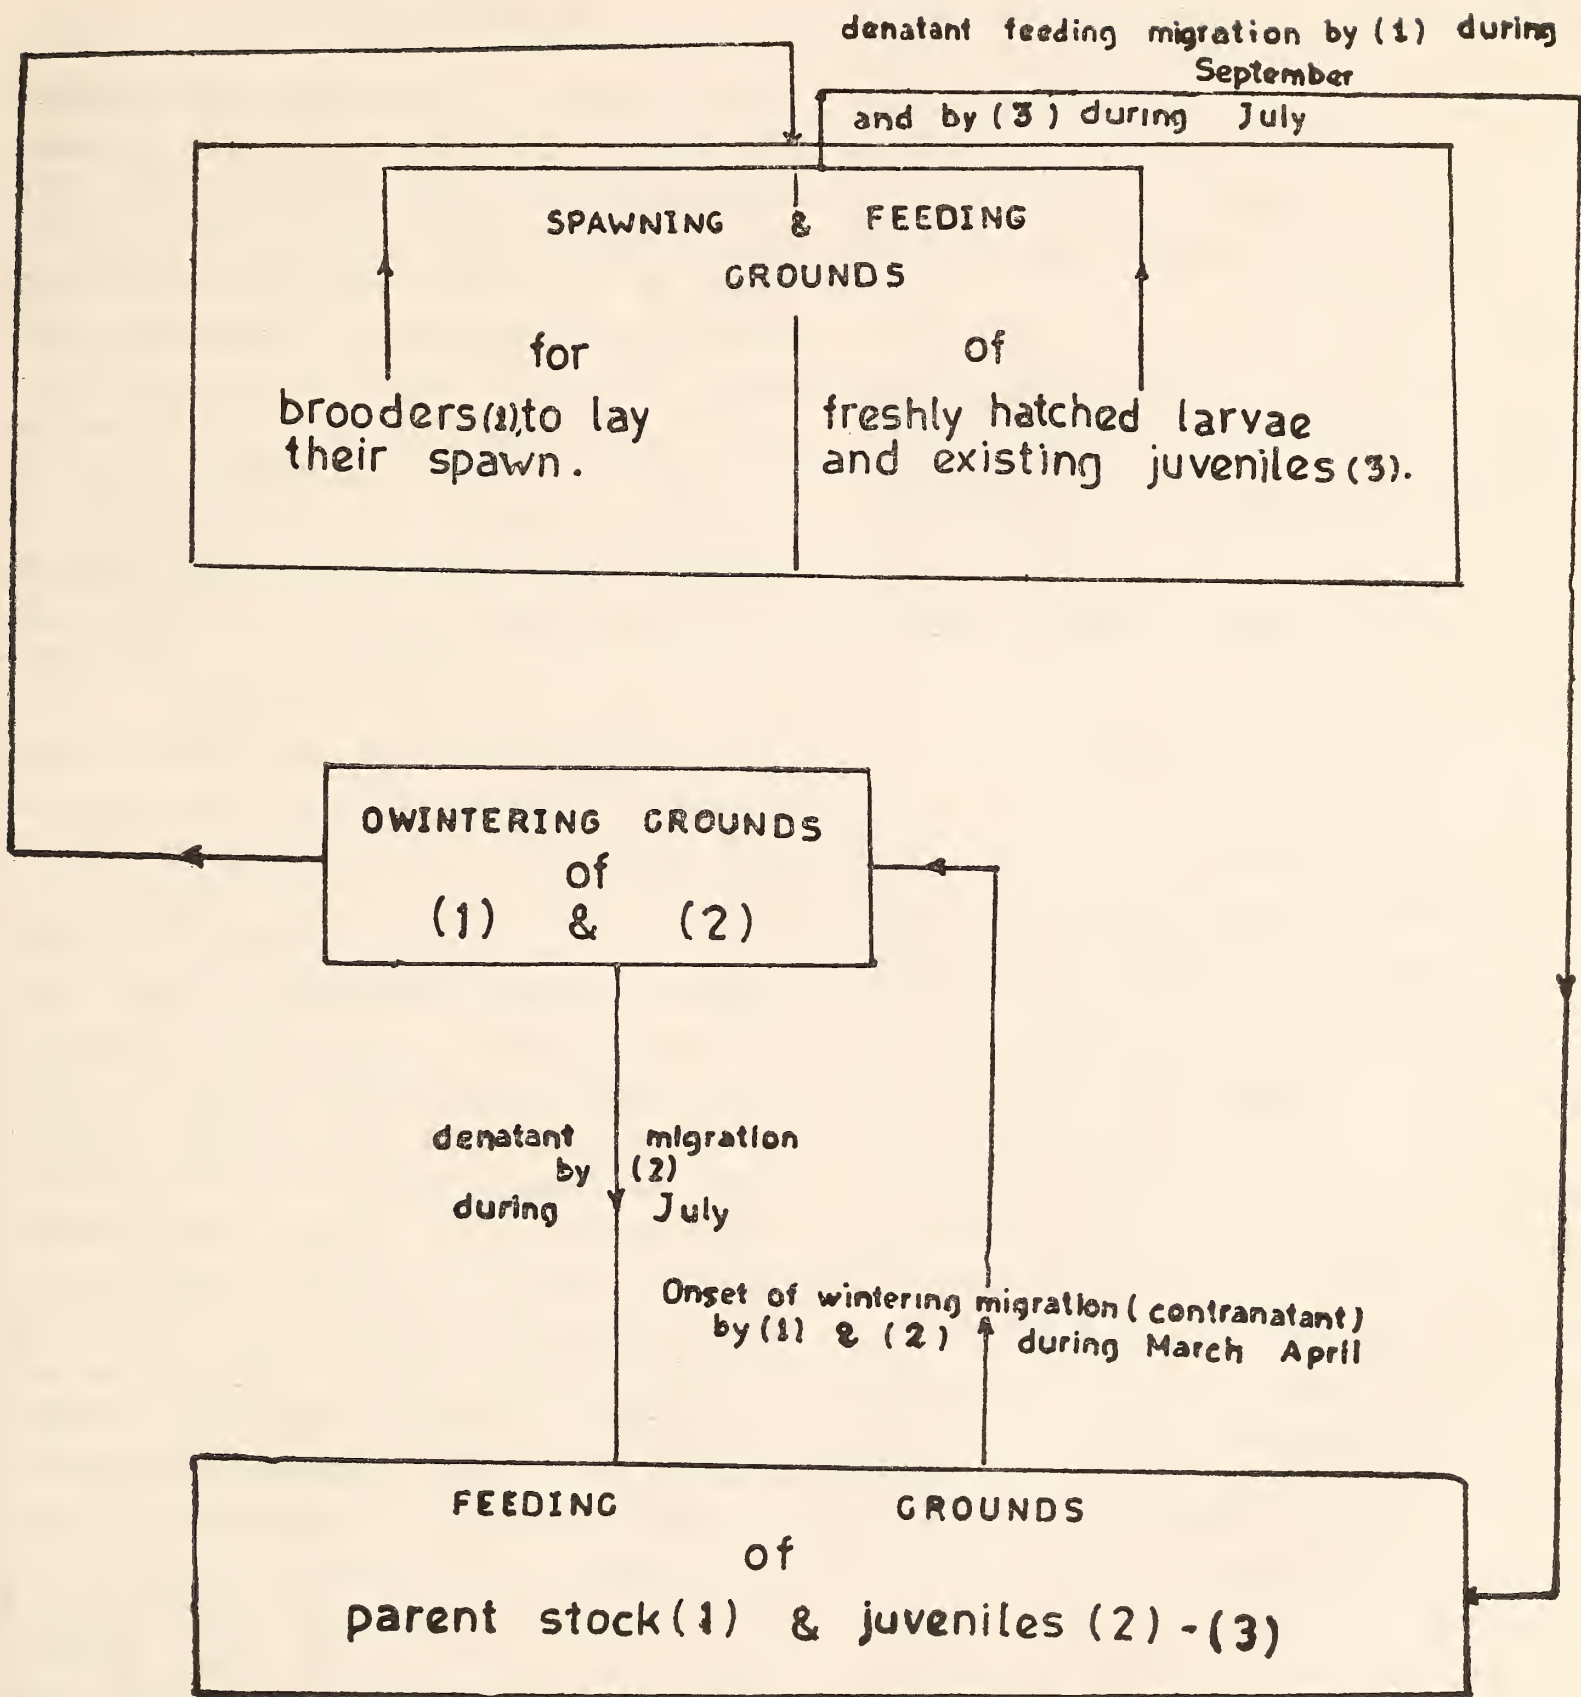 denatant feeding migration by (1) during
September
and by (3) during July
SPAWNING & FEEDING
GROUNDS
for
brooders(1),to lay
their spawn.
of
freshly hatched larvae
and existing juveniles (3).
OWINTERING GROUNDS
of
(1) & (2)
denatant migration
by (2)
during July
Onset of wintering migration (contranatant)
by (1) & (2) during March April
FEEDING GROUNDS
of
parent stock (1) & juveniles (2) - (3)